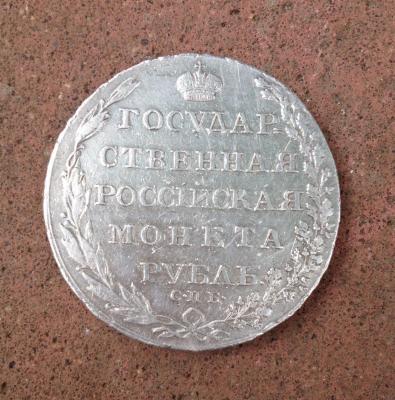 ГОСУДАР
СТВЕННАЯ
РОССІЙСКАЯ
МОНЕТА
РУБЛЬ
С.П.Б.